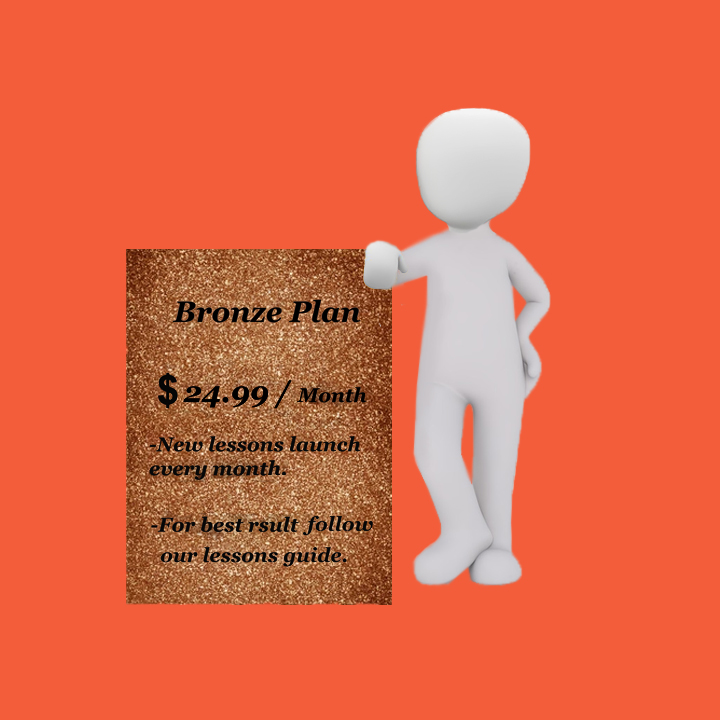 Bronze Plan
$ 24.99 / Month
-New lessons launch
every month.
-For best rsult follow
our lessons guide.